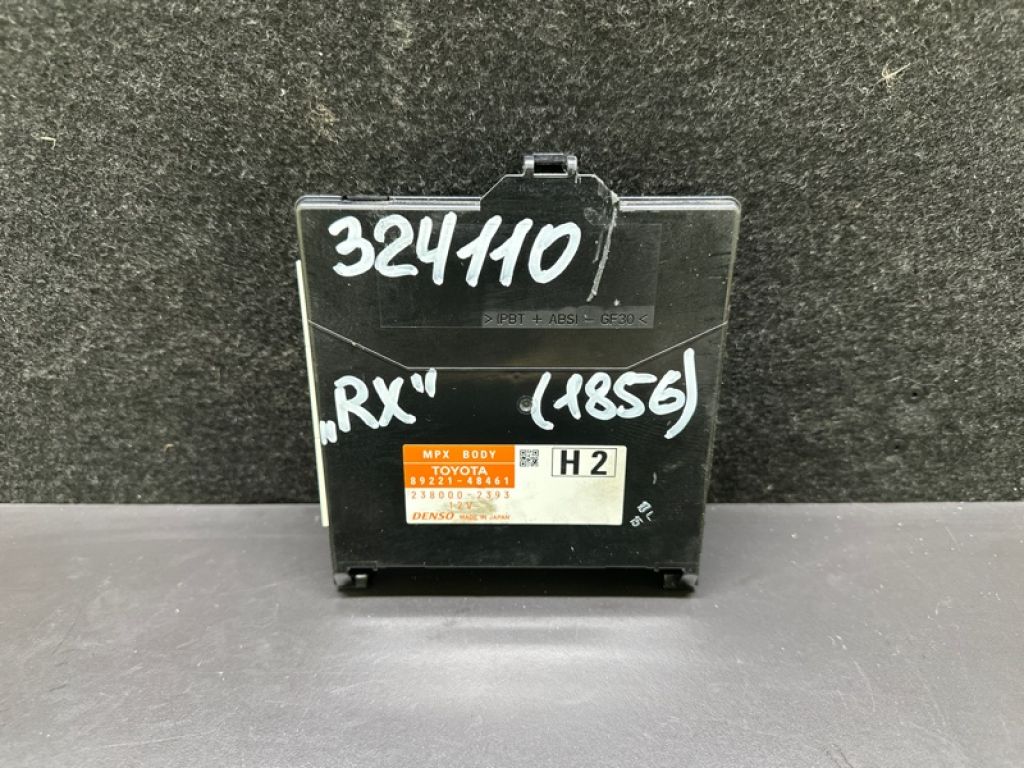 324110
>(PBT + ABS)-GF30<
„RX" (1856)
MPX BODY
TOYOTA
89221-48461
H2
238000-2393
12V
DENSO MADE IN JAPAN